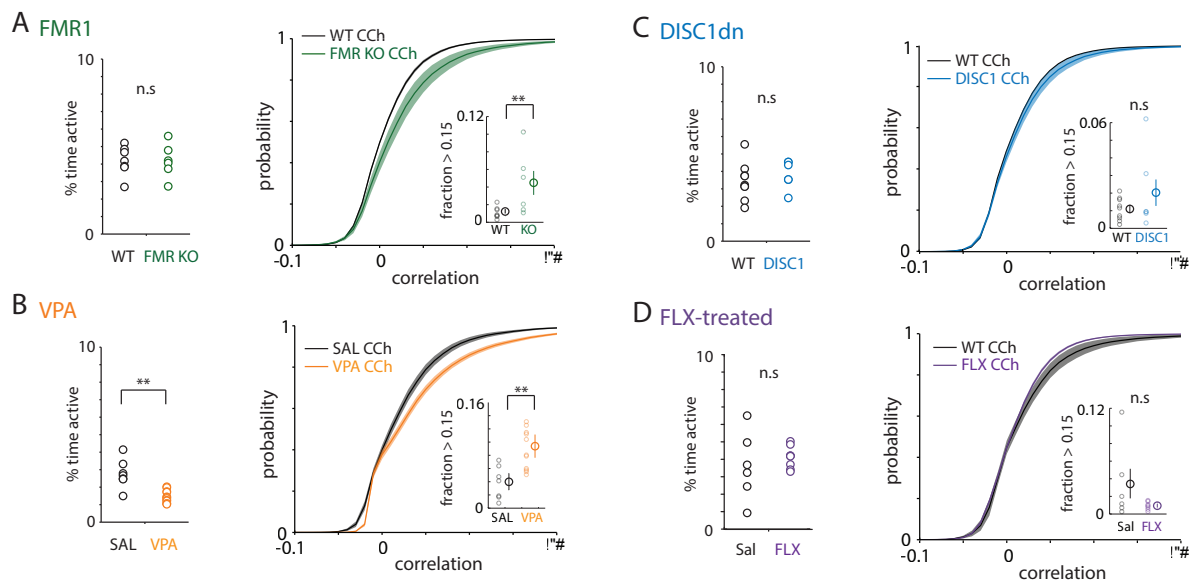 A FMR1
10
5
0
% time active
n.s
WT FMR KO
1
0
probability
WT CCh
FMR KO CCh
-0.1 0 !"#
correlation
**
0.12
0
fraction > 0.15
WT KO
B VPA
10
5
0
% time active
**
SAL VPA
1
0
probability
SAL CCh
VPA CCh
-0.1 0 !"#
correlation
**
0.16
0
fraction > 0.15
SAL VPA
C DISC1dn
10
5
0
% time active
n.s
WT DISC1
1
0
probability
WT CCh
DISC1 CCh
-0.1 0 !"#
correlation
n.s
0.06
0
fraction > 0.15
WT DISC1
D FLX-treated
10
5
0
% time active
n.s
Sal FLX
1
0
probability
WT CCh
FLX CCh
-0.1 0 !"#
correlation
n.s
0.12
0
fraction > 0.15
Sal FLX